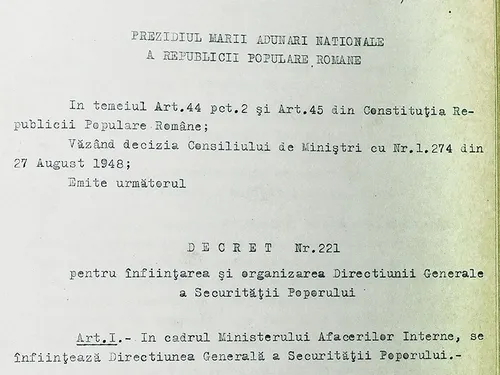 PREZIDIUL MARII ADUNARI NATIONALE
A REPUBLICII POPULARE ROMANE
In temeiul Art.44 pct.2 şi Art.45 din Constituţia Re-
publicii Populare Române;
Văzând decizia Consiliului de Miniştri cu Nr.1.274 din
27 August 1948;
Emite următorul
D E C R E T Nr.221
pentru înfiinţarea şi organizarea Directiunii Generale
a Securităţii Poporului
Art.I.- In cadrul Ministerului Afacerilor Interne, se
înfiinţează Directiunea Generală a Securităţii Poporului.-